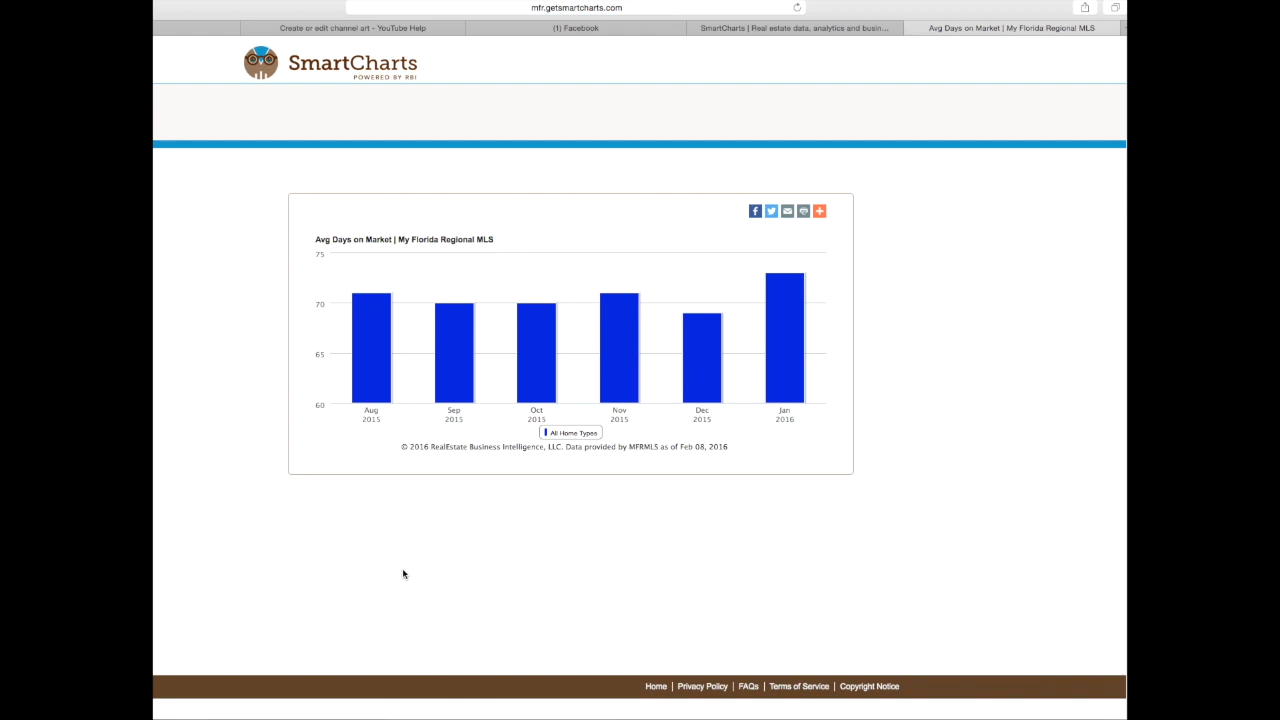 mfr.getsmartcharts.com
Create or edit channel art - YouTube Help
(1) Facebook
SmartCharts | Real estate data, analytics and busin...
Avg Days on Market | My Florida Regional MLS
SmartCharts
POWERED BY RBI
Avg Days on Market | My Florida Regional MLS
75
70
65
60
Aug 2015
Sep 2015
Oct 2015
Nov 2015
Dec 2015
Jan 2016
All Home Types
© 2016 RealEstate Business Intelligence, LLC. Data provided by MFRMLS as of Feb 08, 2016
Home | Privacy Policy | FAQs | Terms of Service | Copyright Notice